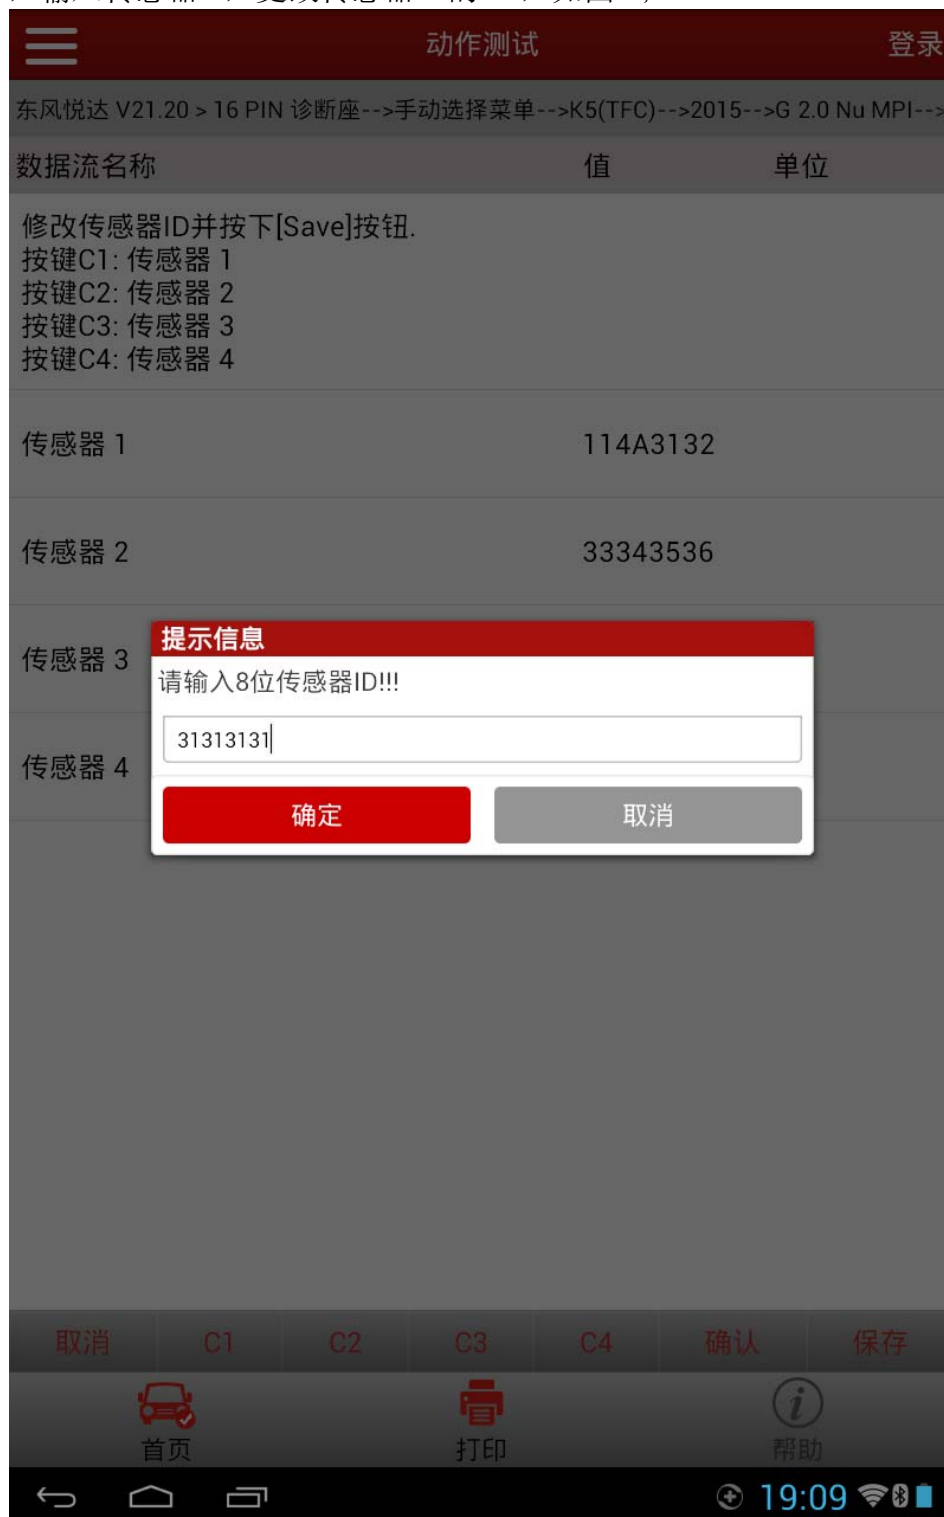 动作测试
登录
东风悦达 V21.20 > 16 PIN 诊断座-->手动选择菜单-->K5(TFC)-->2015-->G 2.0 Nu MPI-->
数据流名称 值 单位
修改传感器ID并按下[Save]按钮.
按键C1: 传感器 1
按键C2: 传感器 2
按键C3: 传感器 3
按键C4: 传感器 4
传感器 1 114A3132
传感器 2 33343536
传感器 3
传感器 4
提示信息
请输入8位传感器ID!!!
31313131
确定 取消
取消 C1 C2 C3 C4 确认 保存
首页 打印 帮助
19:09